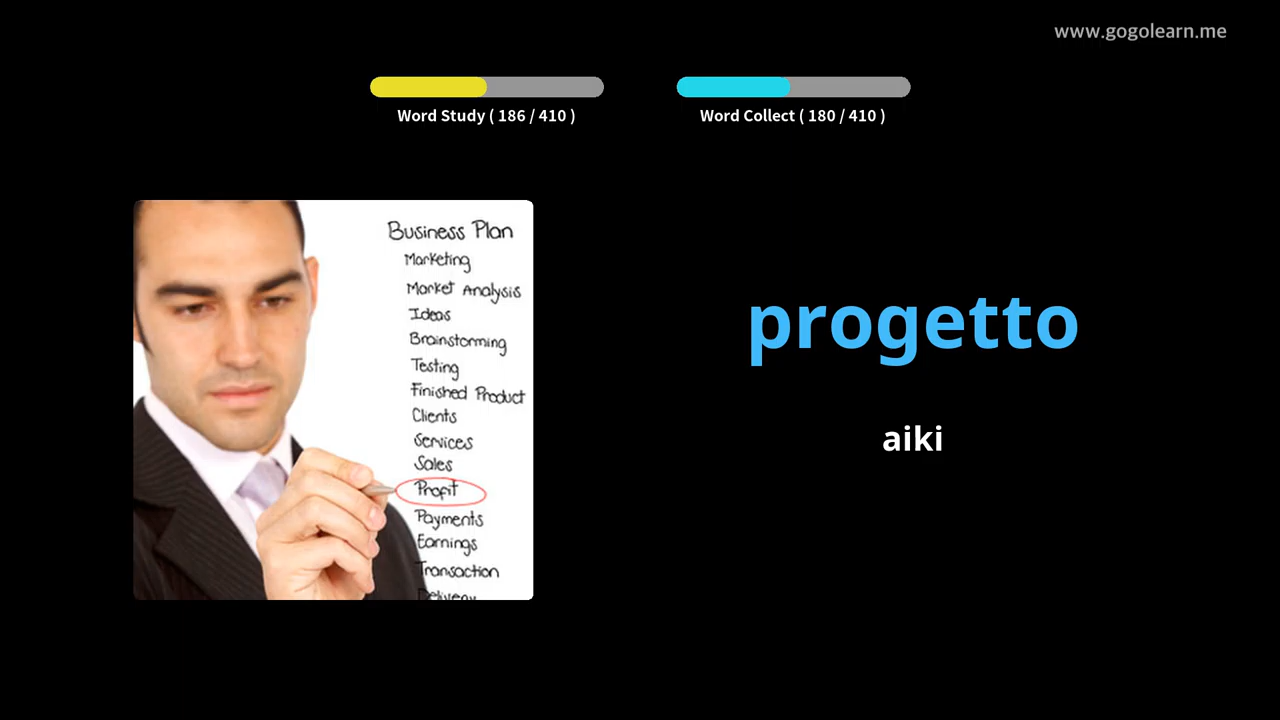 www.gogolearn.me
Word Study ( 186 / 410 )
Word Collect ( 180 / 410 )
Business Plan
Marketing
Market Analysis
Ideas
Brainstorming
Testing
Finished Product
Clients
Services
Sales
Profit
Payments
Earnings
Transaction
Delivery
progetto
aiki